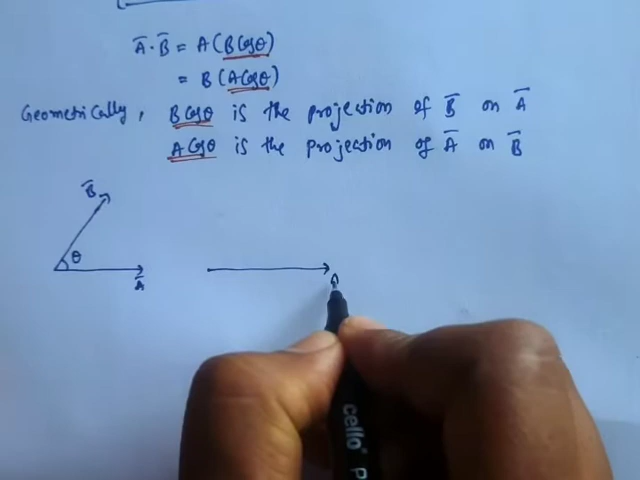 A̅·B̅ = A(B Cosθ)
= B(A Cosθ)
Geometrically, B Cosθ is the projection of B̅ on A̅
A Cosθ is the projection of A̅ on B̅
B̅
θ
A̅
A
cello P